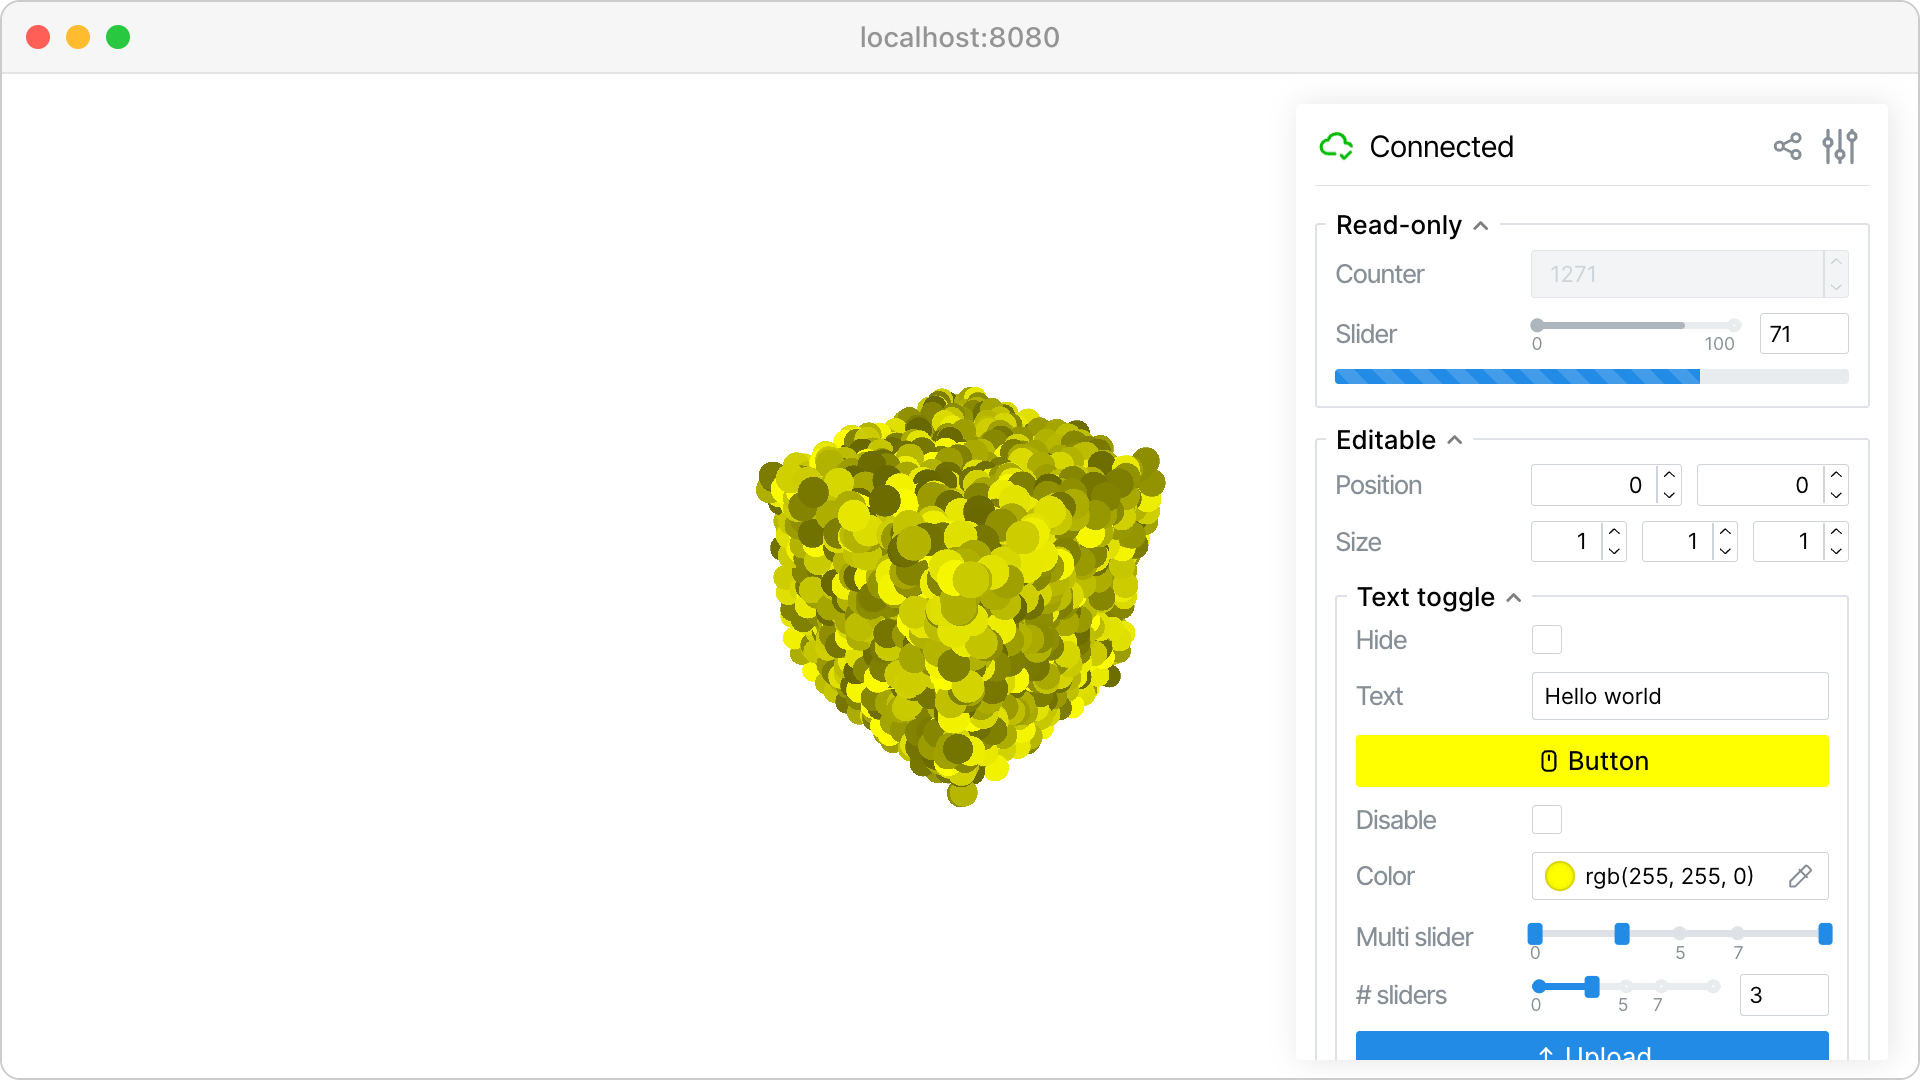 localhost:8080
Connected
Read-only
Counter 1271
Slider 0 100 71
Editable
Position 0 0
Size 1 1 1
Text toggle
Hide
Text Hello world
Button
Disable
Color rgb(255, 255, 0)
Multi slider 0 5 7
# sliders 0 5 7 3
Upload